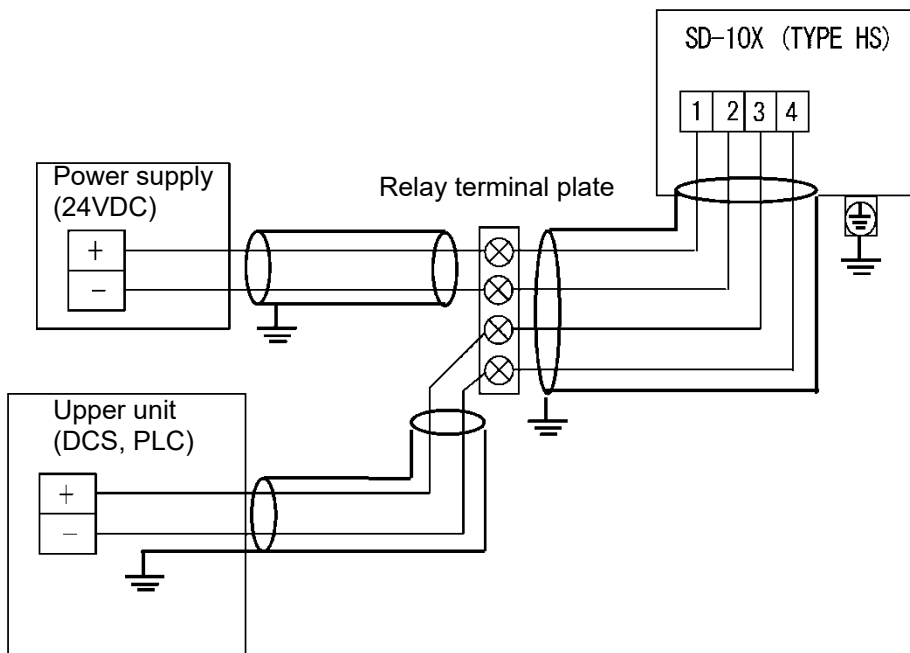 SD-10X (TYPE HS)
1 2 3 4
Power supply
(24VDC)
+
−
Relay terminal plate
Upper unit
(DCS, PLC)
+
−